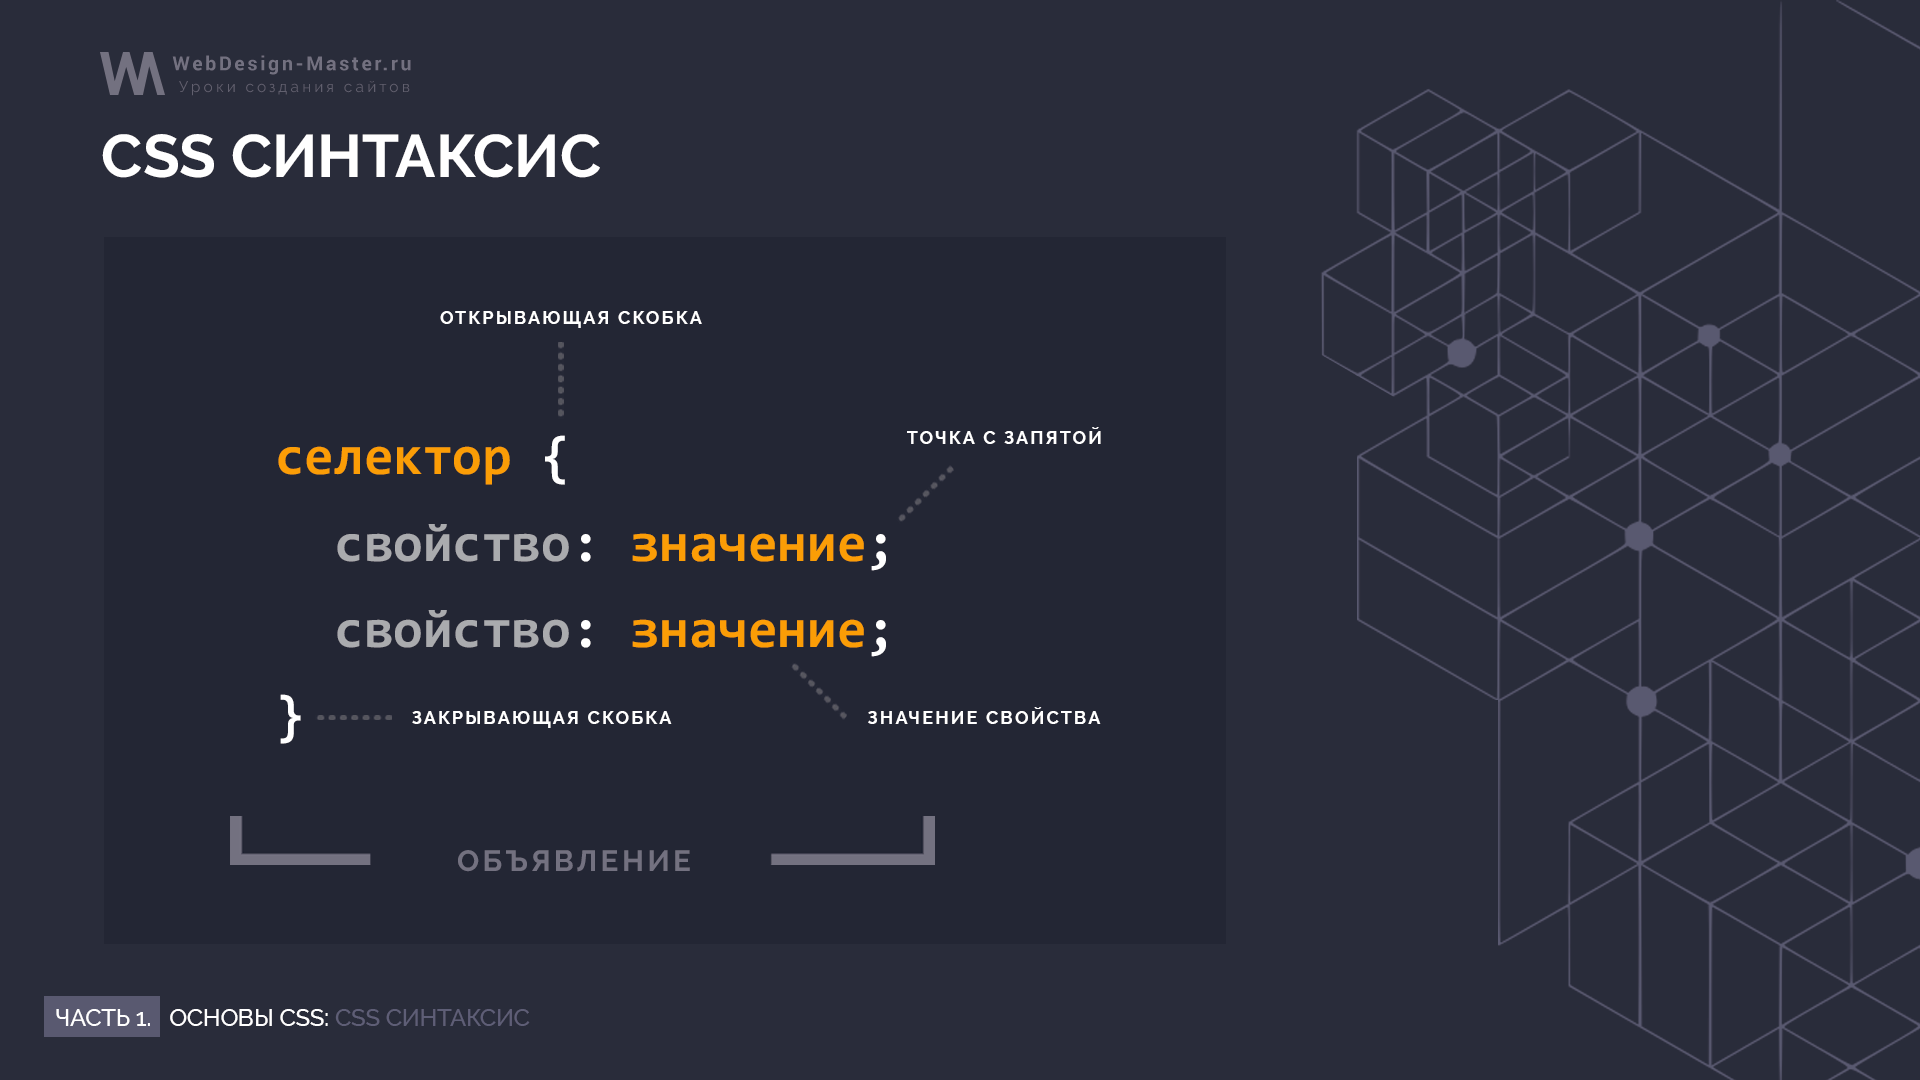 WebDesign-Master.ru
Уроки создания сайтов
CSS СИНТАКСИС
ОТКРЫВАЮЩАЯ СКОБКА
селектор {
ТОЧКА С ЗАПЯТОЙ
свойство: значение;
свойство: значение;
} ЗАКРЫВАЮЩАЯ СКОБКА
ЗНАЧЕНИЕ СВОЙСТВА
ОБЪЯВЛЕНИЕ
ЧАСТЬ 1. ОСНОВЫ CSS: CSS СИНТАКСИС